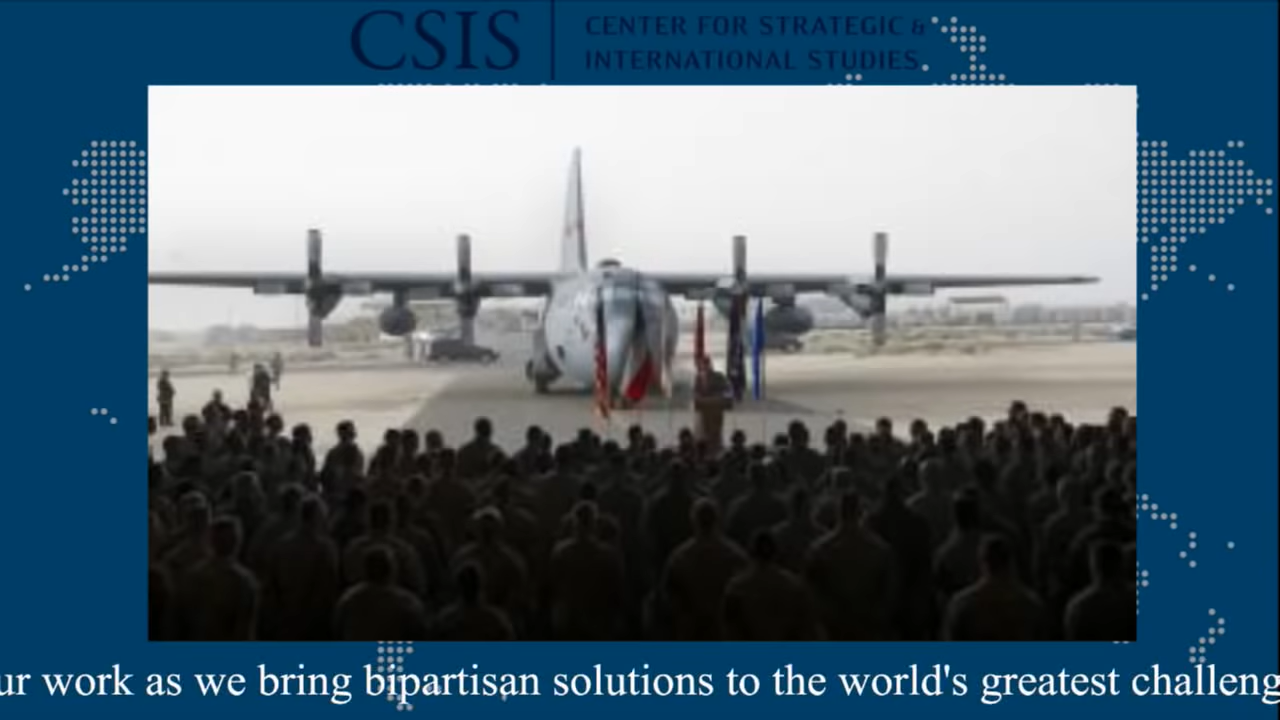 CSIS
CENTER FOR STRATEGIC &
INTERNATIONAL STUDIES
ur work as we bring bipartisan solutions to the world's greatest challeng